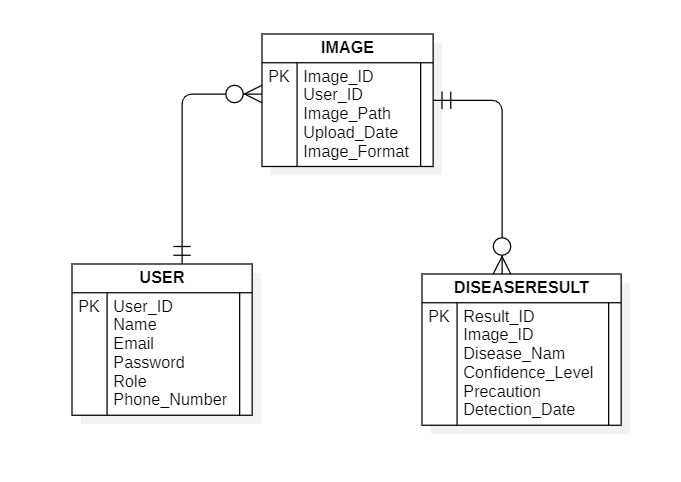 IMAGE
PK Image_ID
User_ID
Image_Path
Upload_Date
Image_Format
USER
PK User_ID
Name
Email
Password
Role
Phone_Number
DISEASERESULT
PK Result_ID
Image_ID
Disease_Nam
Confidence_Level
Precaution
Detection_Date